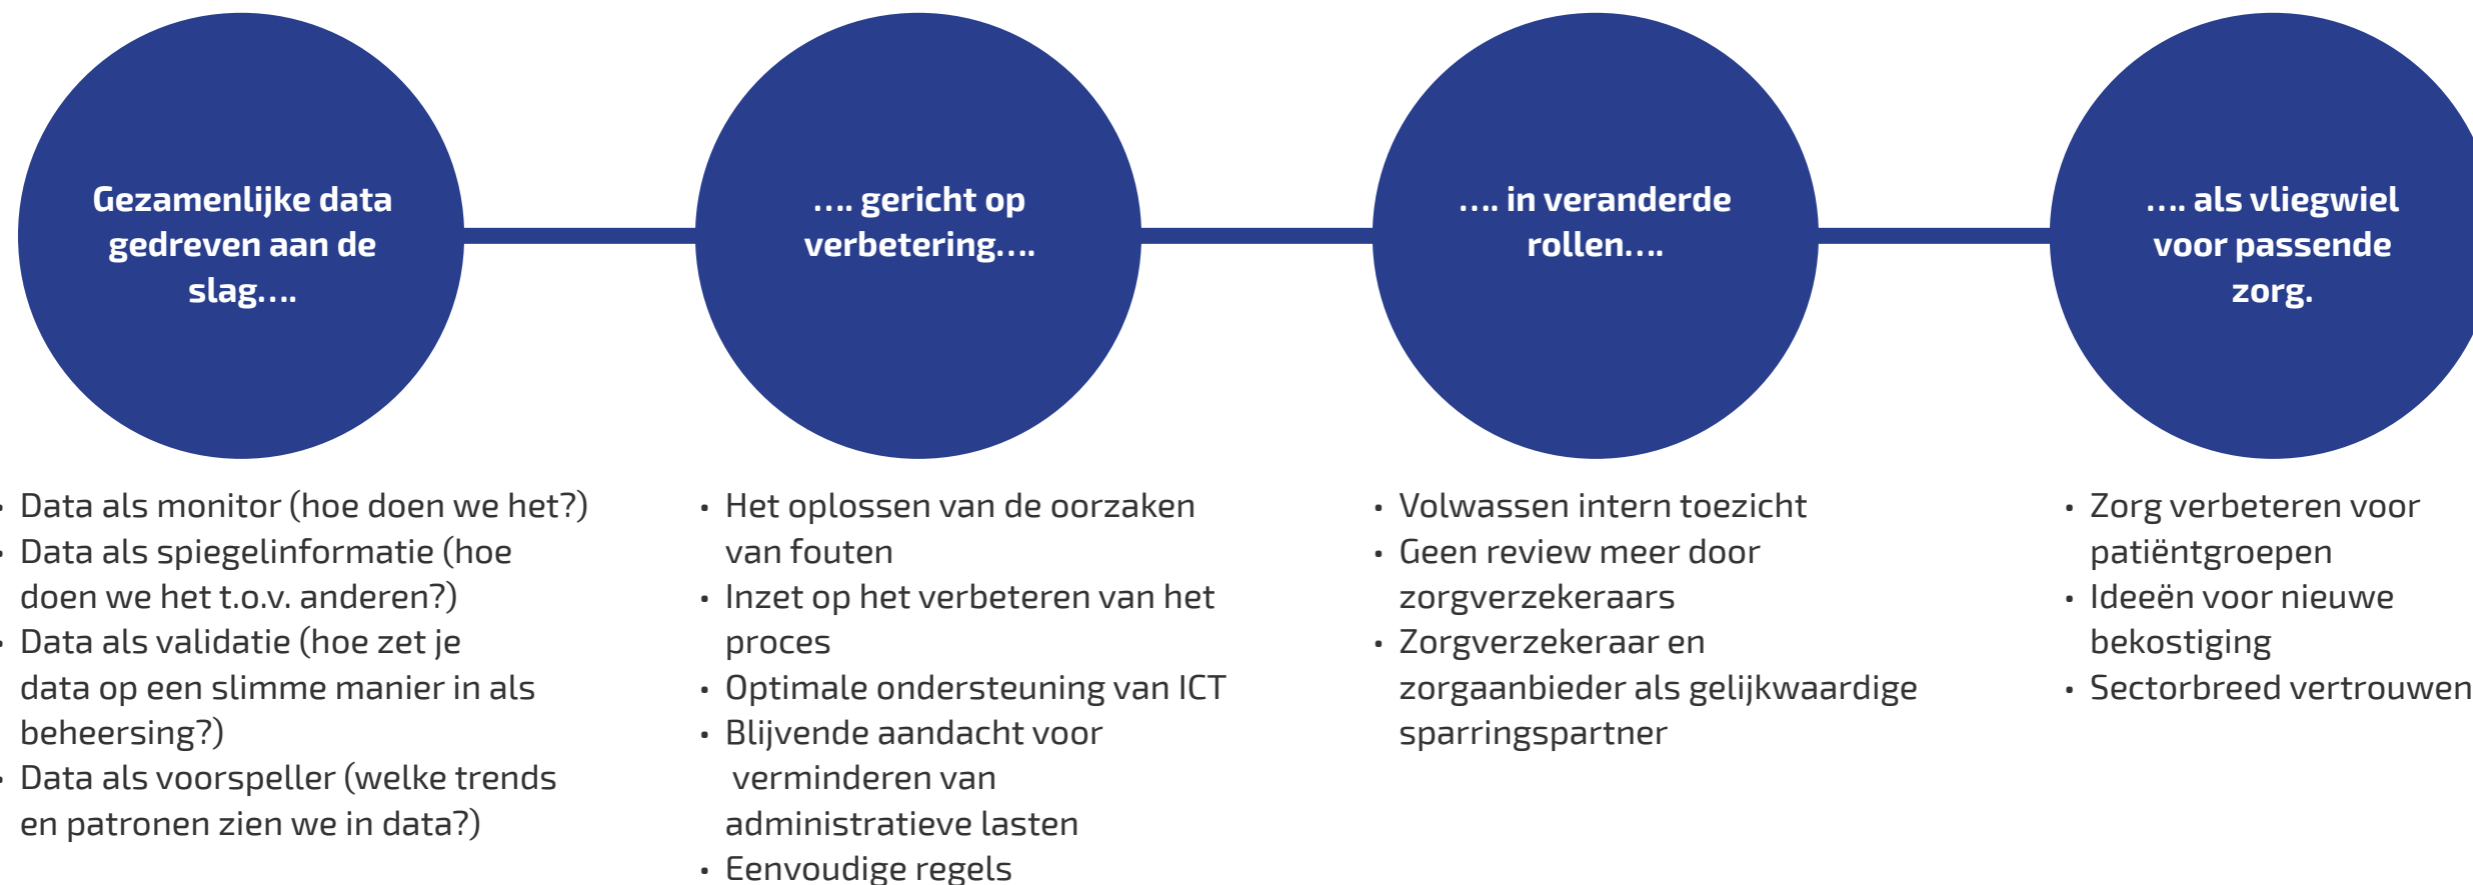 Gezamenlijke data
gedreven aan de
slag….
…. gericht op
verbetering….
…. in veranderde
rollen….
…. als vliegwiel
voor passende
zorg.
• Data als monitor (hoe doen we het?)
• Data als spiegelinformatie (hoe
doen we het t.o.v. anderen?)
• Data als validatie (hoe zet je
data op een slimme manier in als
beheersing?)
• Data als voorspeller (welke trends
en patronen zien we in data?)
• Het oplossen van de oorzaken
van fouten
• Inzet op het verbeteren van het
proces
• Optimale ondersteuning van ICT
• Blijvende aandacht voor
verminderen van
administratieve lasten
• Eenvoudige regels
• Volwassen intern toezicht
• Geen review meer door
zorgverzekeraars
• Zorgverzekeraar en
zorgaanbieder als gelijkwaardige
sparringspartner
• Zorg verbeteren voor
patiëntgroepen
• Ideeën voor nieuwe
bekostiging
• Sectorbreed vertrouwen